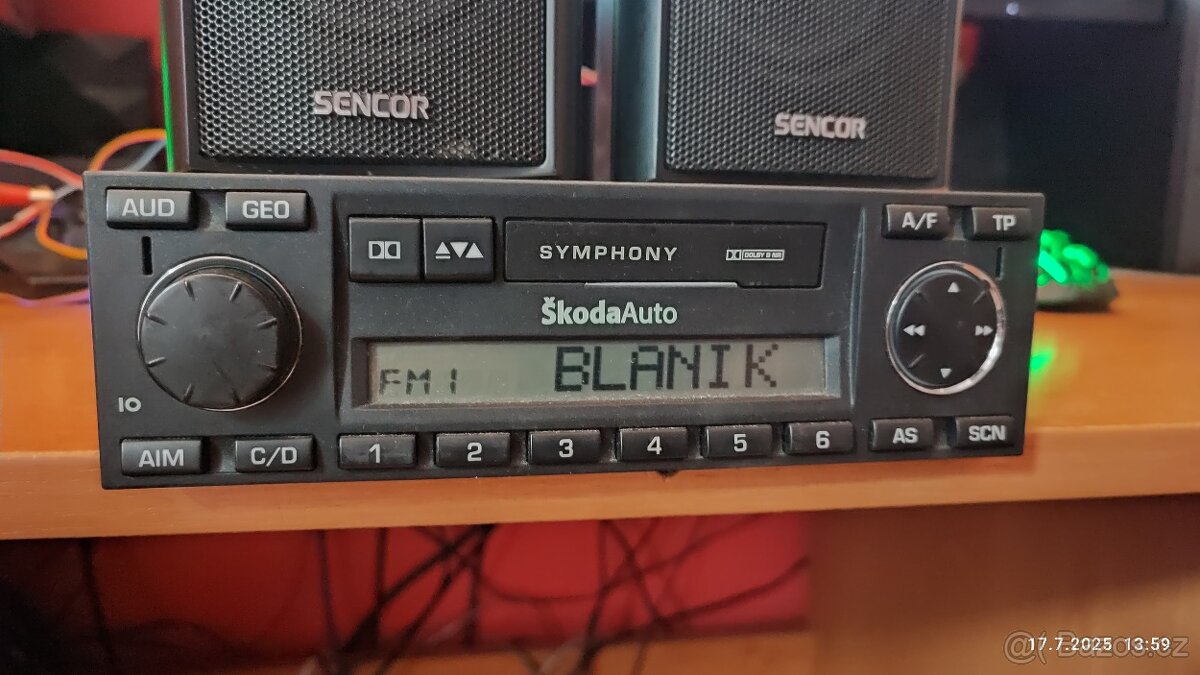 SENCOR
SENCOR
AUD
GEO
A/F
TP
SYMPHONY
DOLBY B NR
ŠkodaAuto
FM1
BLANIK
IO
AIM
C/D
1
2
3
4
5
6
AS
SCN
17.7.2025 13:59
Bazos.cz